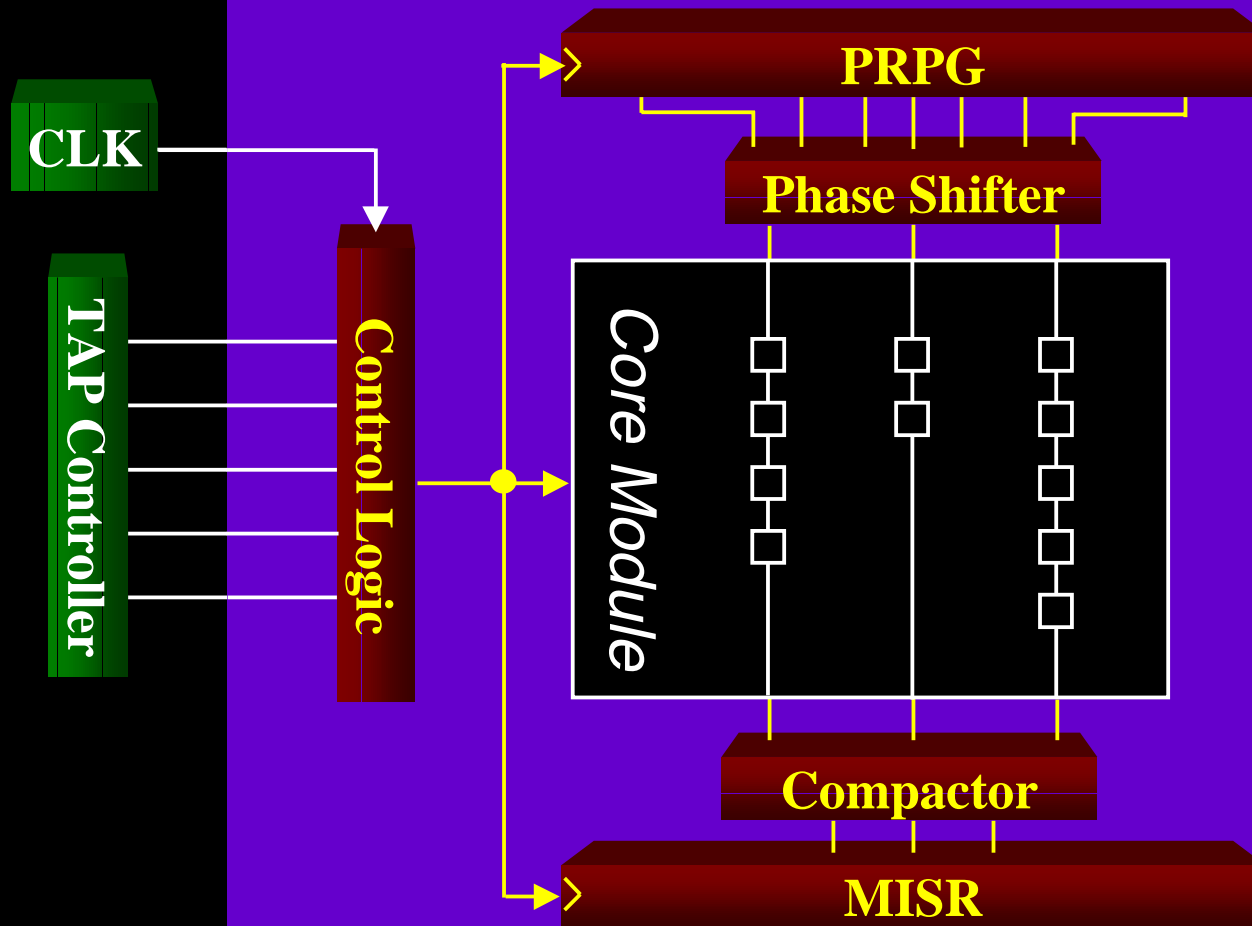 PRPG
CLK
Phase Shifter
TAP Controller
Control Logic
Core Module
Compactor
MISR